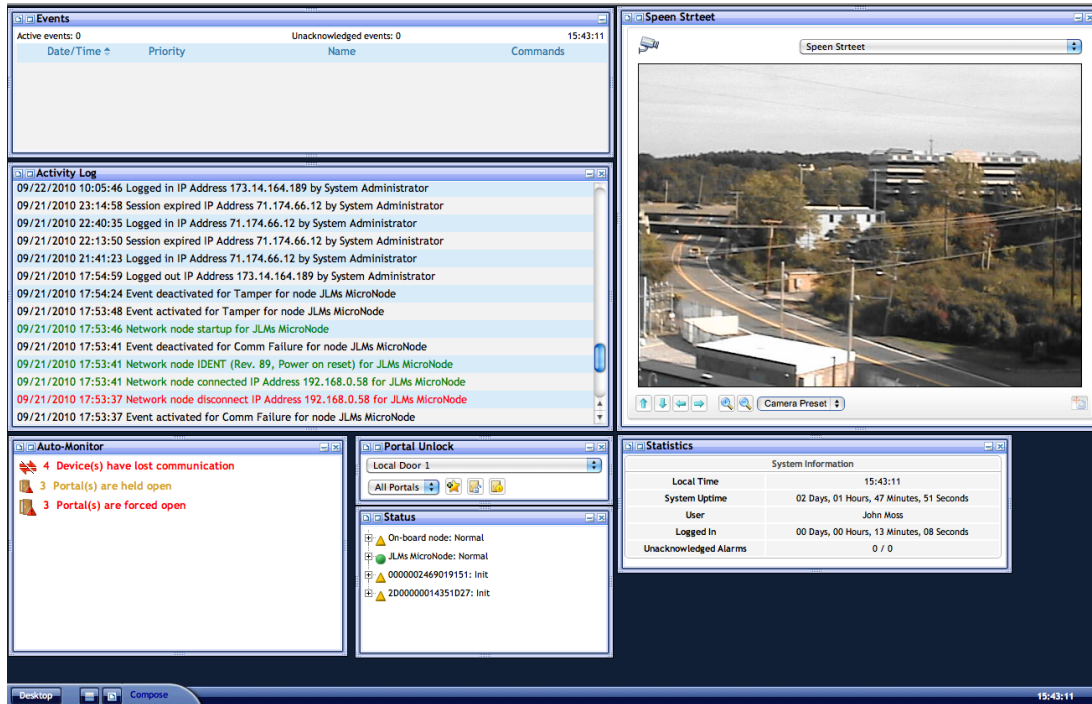 Events
Active events: 0 Unacknowledged events: 0 15:43:11
Date/Time Priority Name Commands
Activity Log
09/22/2010 10:05:46 Logged in IP Address 173.14.164.189 by System Administrator
09/21/2010 23:14:58 Session expired IP Address 71.174.66.12 by System Administrator
09/21/2010 22:40:35 Logged in IP Address 71.174.66.12 by System Administrator
09/21/2010 22:13:50 Session expired IP Address 71.174.66.12 by System Administrator
09/21/2010 21:41:23 Logged in IP Address 71.174.66.12 by System Administrator
09/21/2010 17:54:59 Logged out IP Address 173.14.164.189 by System Administrator
09/21/2010 17:54:24 Event deactivated for Tamper for node JLMs MicroNode
09/21/2010 17:53:48 Event activated for Tamper for node JLMs MicroNode
09/21/2010 17:53:46 Network node startup for JLMs MicroNode
09/21/2010 17:53:41 Event deactivated for Comm Failure for node JLMs MicroNode
09/21/2010 17:53:41 Network node IDENT (Rev. 89, Power on reset) for JLMs MicroNode
09/21/2010 17:53:41 Network node connected IP Address 192.168.0.58 for JLMs MicroNode
09/21/2010 17:53:37 Network node disconnect IP Address 192.168.0.58 for JLMs MicroNode
09/21/2010 17:53:37 Event activated for Comm Failure for node JLMs MicroNode
Speen Strteet
Speen Strteet
Camera Preset
Auto-Monitor
4 Device(s) have lost communication
3 Portal(s) are held open
3 Portal(s) are forced open
Portal Unlock
Local Door 1
All Portals
Status
On-board node: Normal
JLMs MicroNode: Normal
0000002469019151: Init
2D00000014351D27: Init
Statistics
System Information
Local Time 15:43:11
System Uptime 02 Days, 01 Hours, 47 Minutes, 51 Seconds
User John Moss
Logged In 00 Days, 00 Hours, 13 Minutes, 08 Seconds
Unacknowledged Alarms 0 / 0
Desktop Compose 15:43:11